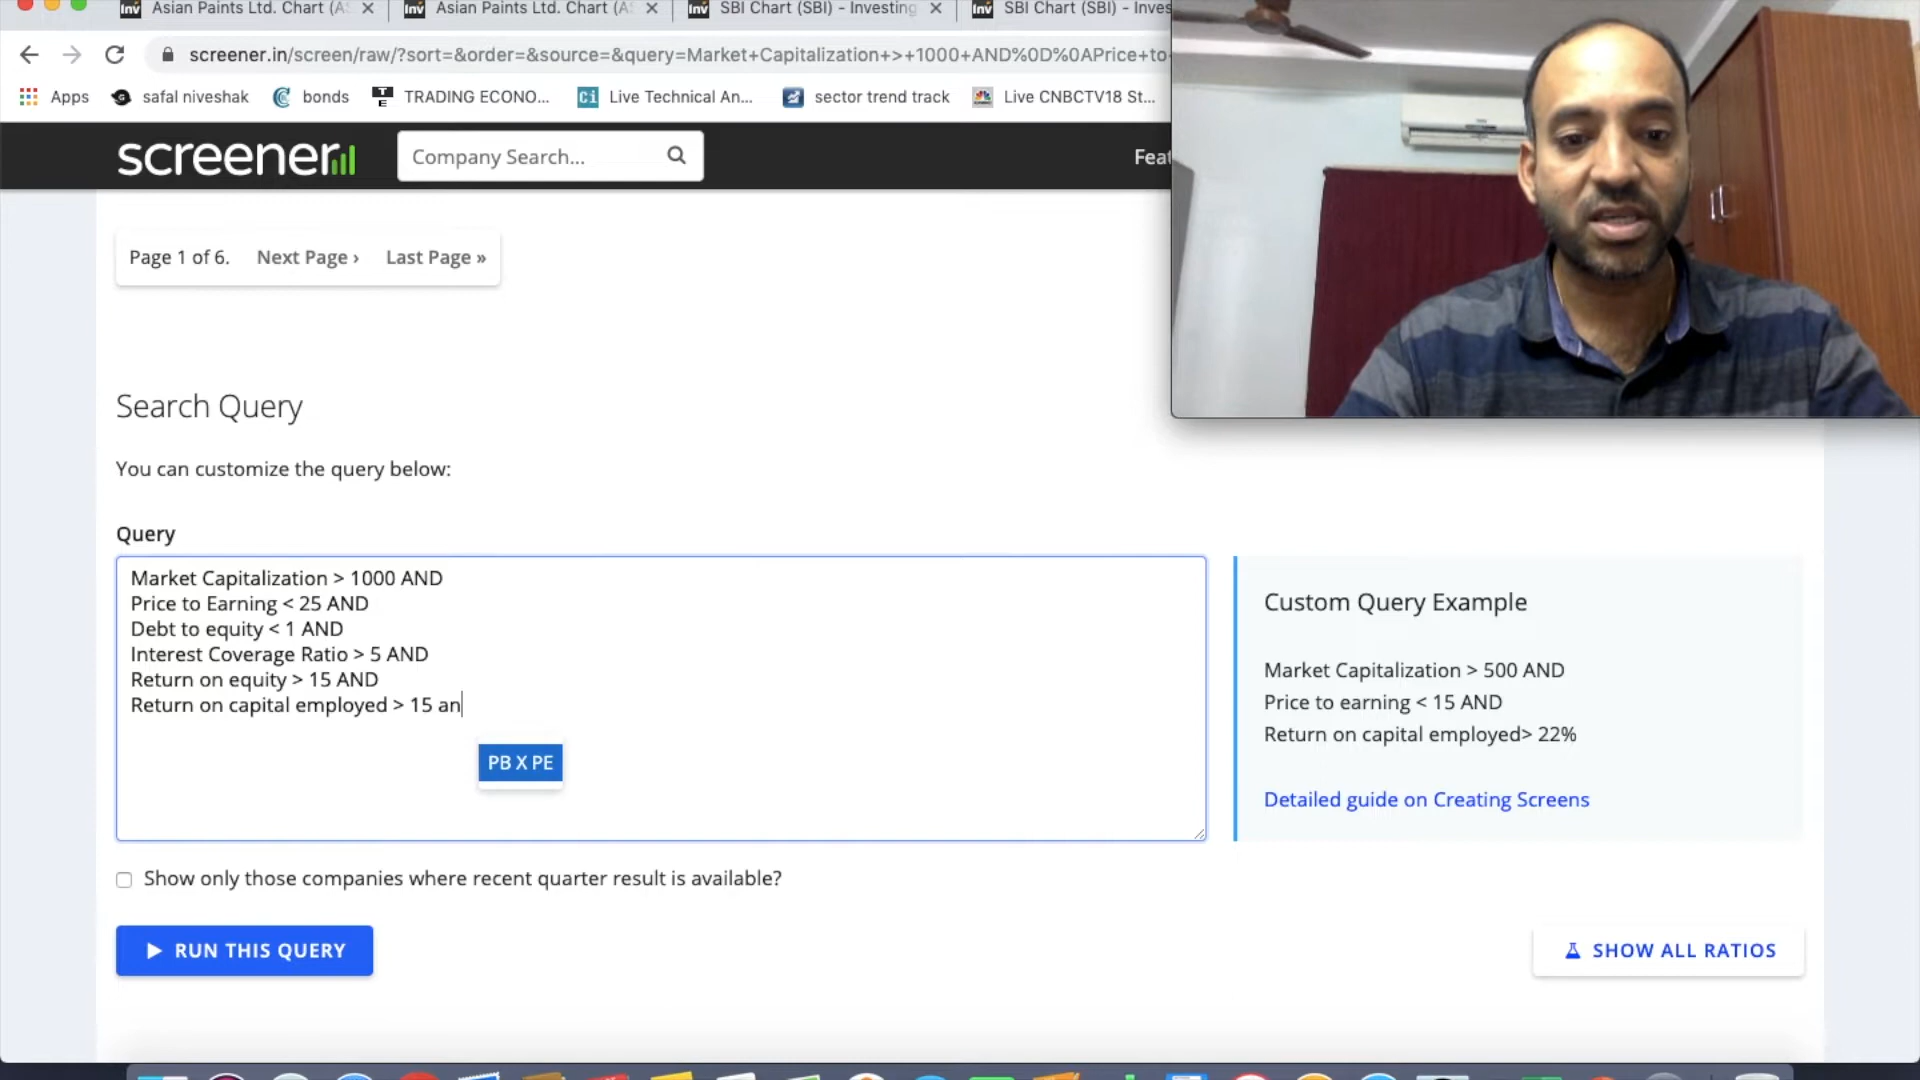 Asian Paints Ltd. Chart (A
Asian Paints Ltd. Chart (A
SBI Chart (SBI) - Investing
SBI Chart (SBI) - Inves
screener.in/screen/raw/?sort=&order=&source=&query=Market+Capitalization+>+1000+AND%0D%0APrice+to
Apps
safal niveshak
bonds
TRADING ECONO...
Live Technical An...
sector trend track
Live CNBCTV18 St...
screener
Company Search...
Feat
Page 1 of 6.
Next Page ›
Last Page »
Search Query
You can customize the query below:
Query
Market Capitalization > 1000 AND
Price to Earning < 25 AND
Debt to equity < 1 AND
Interest Coverage Ratio > 5 AND
Return on equity > 15 AND
Return on capital employed > 15 an
PB X PE
Custom Query Example
Market Capitalization > 500 AND
Price to earning < 15 AND
Return on capital employed> 22%
Detailed guide on Creating Screens
Show only those companies where recent quarter result is available?
RUN THIS QUERY
SHOW ALL RATIOS